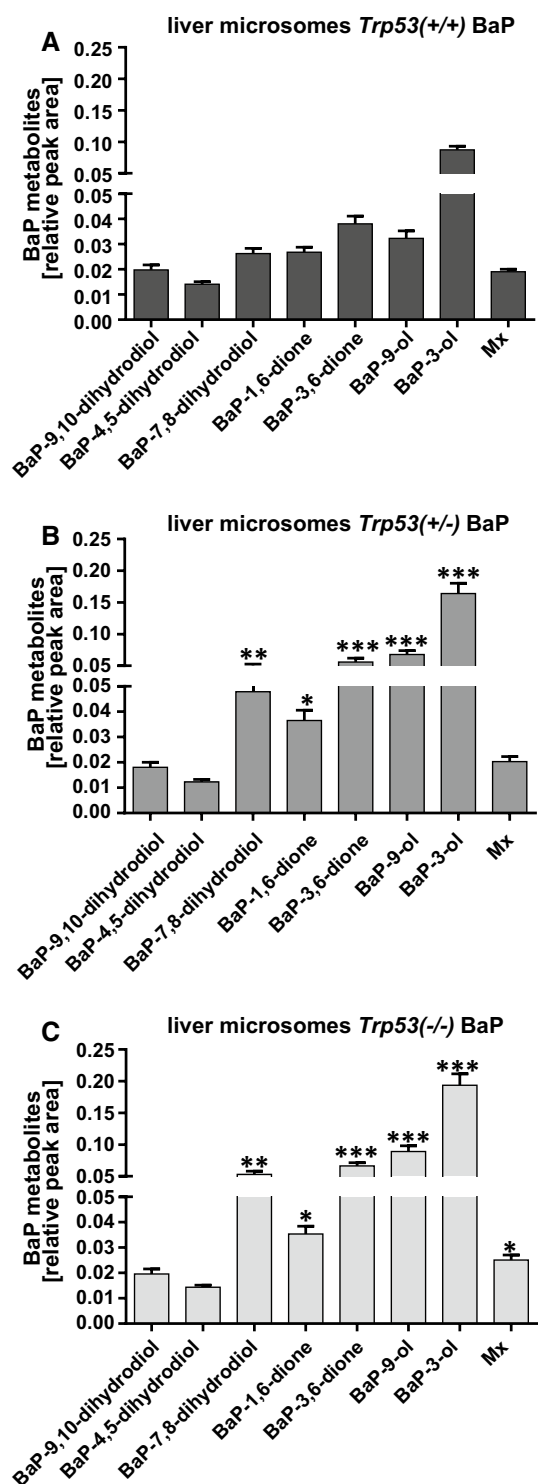 A
liver microsomes Trp53(+/+) BaP
BaP metabolites
[relative peak area]
0.25
0.20
0.15
0.10
0.05
0.05
0.04
0.03
0.02
0.01
0.00
BaP-9,10-dihydrodiol
BaP-4,5-dihydrodiol
BaP-7,8-dihydrodiol
BaP-1,6-dione
BaP-3,6-dione
BaP-9-ol
BaP-3-ol
Mx
B
liver microsomes Trp53(+/-) BaP
BaP metabolites
[relative peak area]
0.25
0.20
0.15
0.10
0.05
0.05
0.04
0.03
0.02
0.01
0.00
**
*
***
***
***
BaP-9,10-dihydrodiol
BaP-4,5-dihydrodiol
BaP-7,8-dihydrodiol
BaP-1,6-dione
BaP-3,6-dione
BaP-9-ol
BaP-3-ol
Mx
C
liver microsomes Trp53(-/-) BaP
BaP metabolites
[relative peak area]
0.25
0.20
0.15
0.10
0.05
0.05
0.04
0.03
0.02
0.01
0.00
**
*
***
***
***
*
BaP-9,10-dihydrodiol
BaP-4,5-dihydrodiol
BaP-7,8-dihydrodiol
BaP-1,6-dione
BaP-3,6-dione
BaP-9-ol
BaP-3-ol
Mx